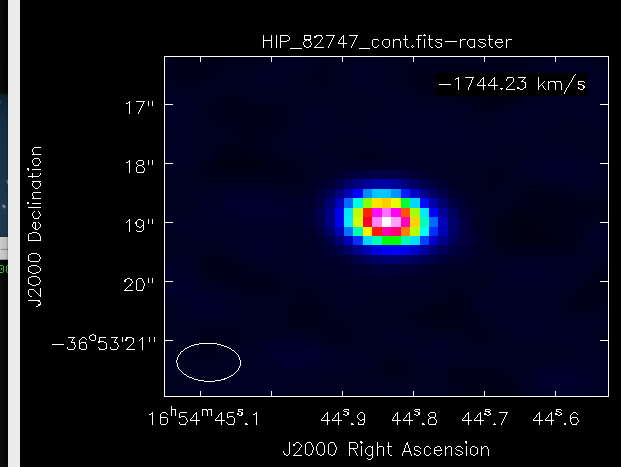 HIP_82747_cont.fits-raster
-1744.23 km/s
17"
18"
19"
20"
-36°53'21"
J2000 Declination
16ʰ54ᵐ45ˢ.1
44ˢ.9
44ˢ.8
44ˢ.7
44ˢ.6
J2000 Right Ascension